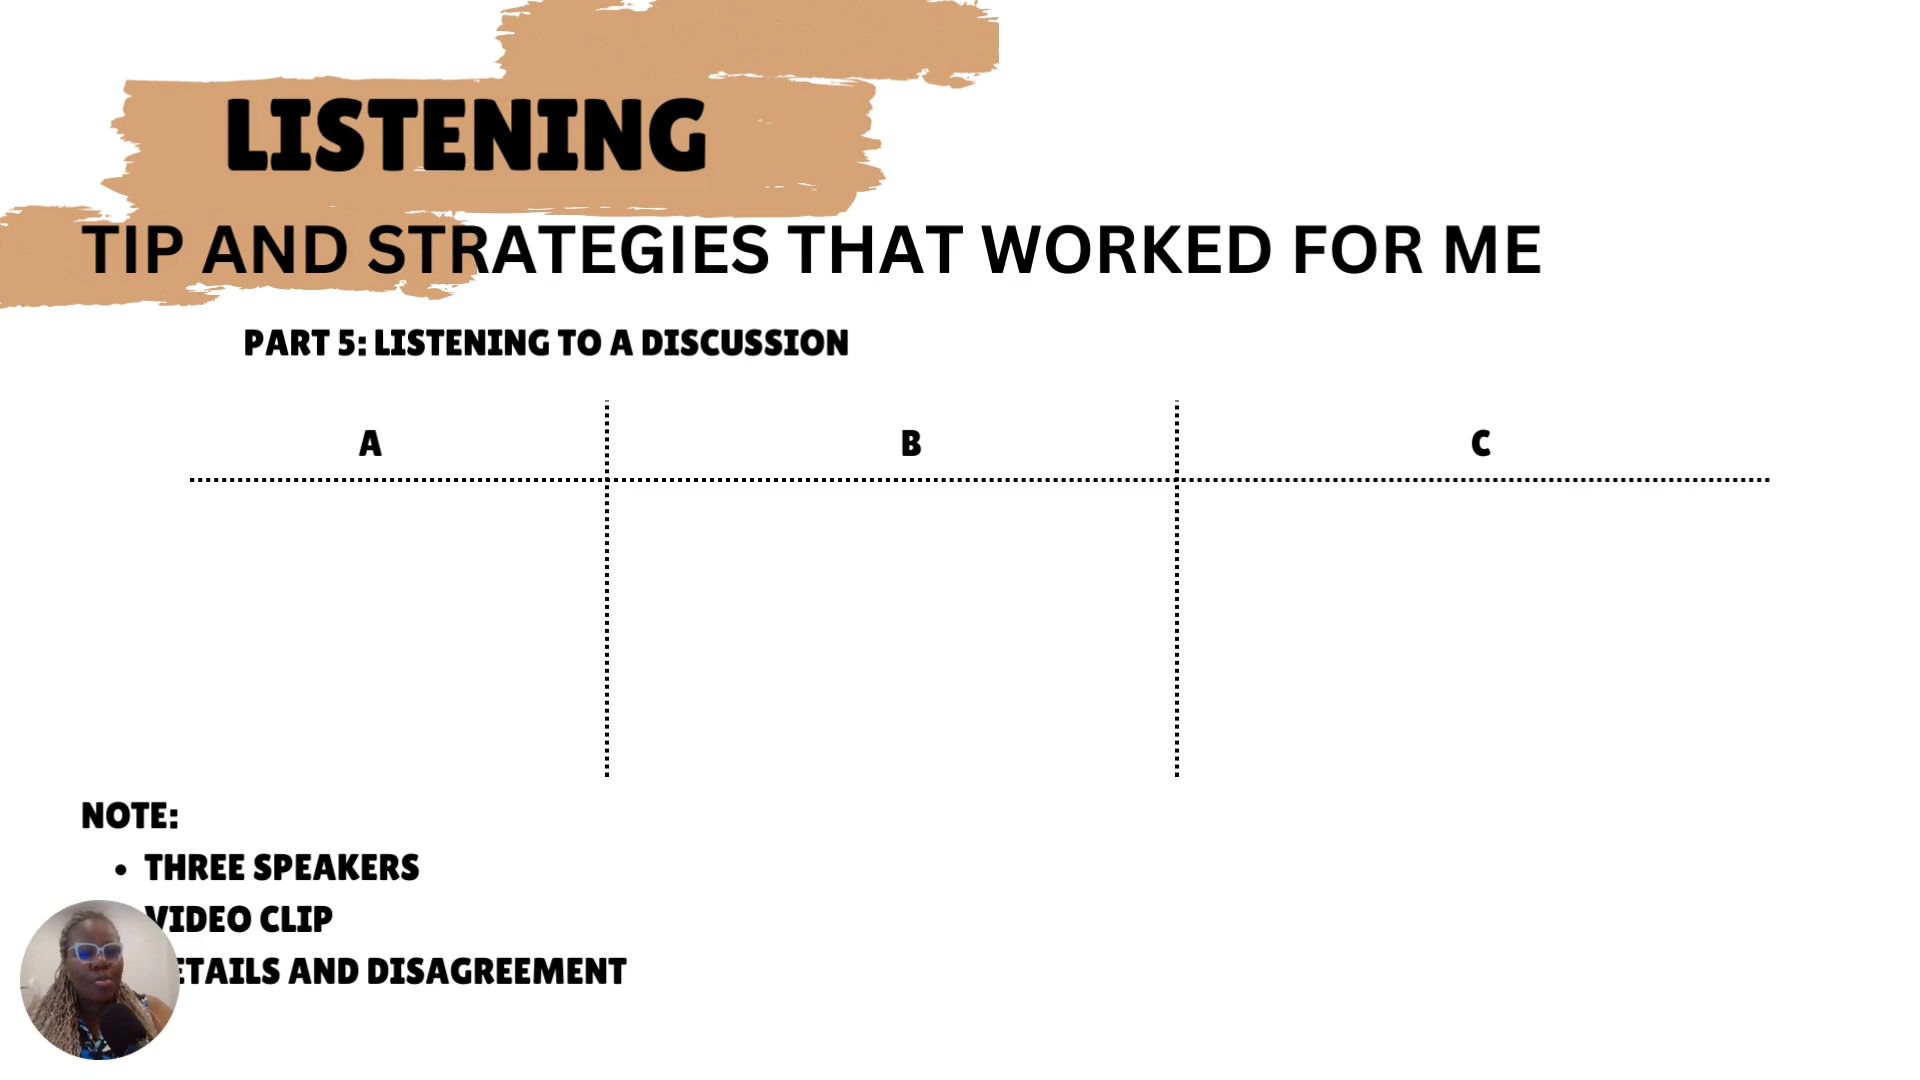 LISTENING
TIP AND STRATEGIES THAT WORKED FOR ME
PART 5: LISTENING TO A DISCUSSION
A B C
NOTE:
• THREE SPEAKERS
VIDEO CLIP
ETAILS AND DISAGREEMENT